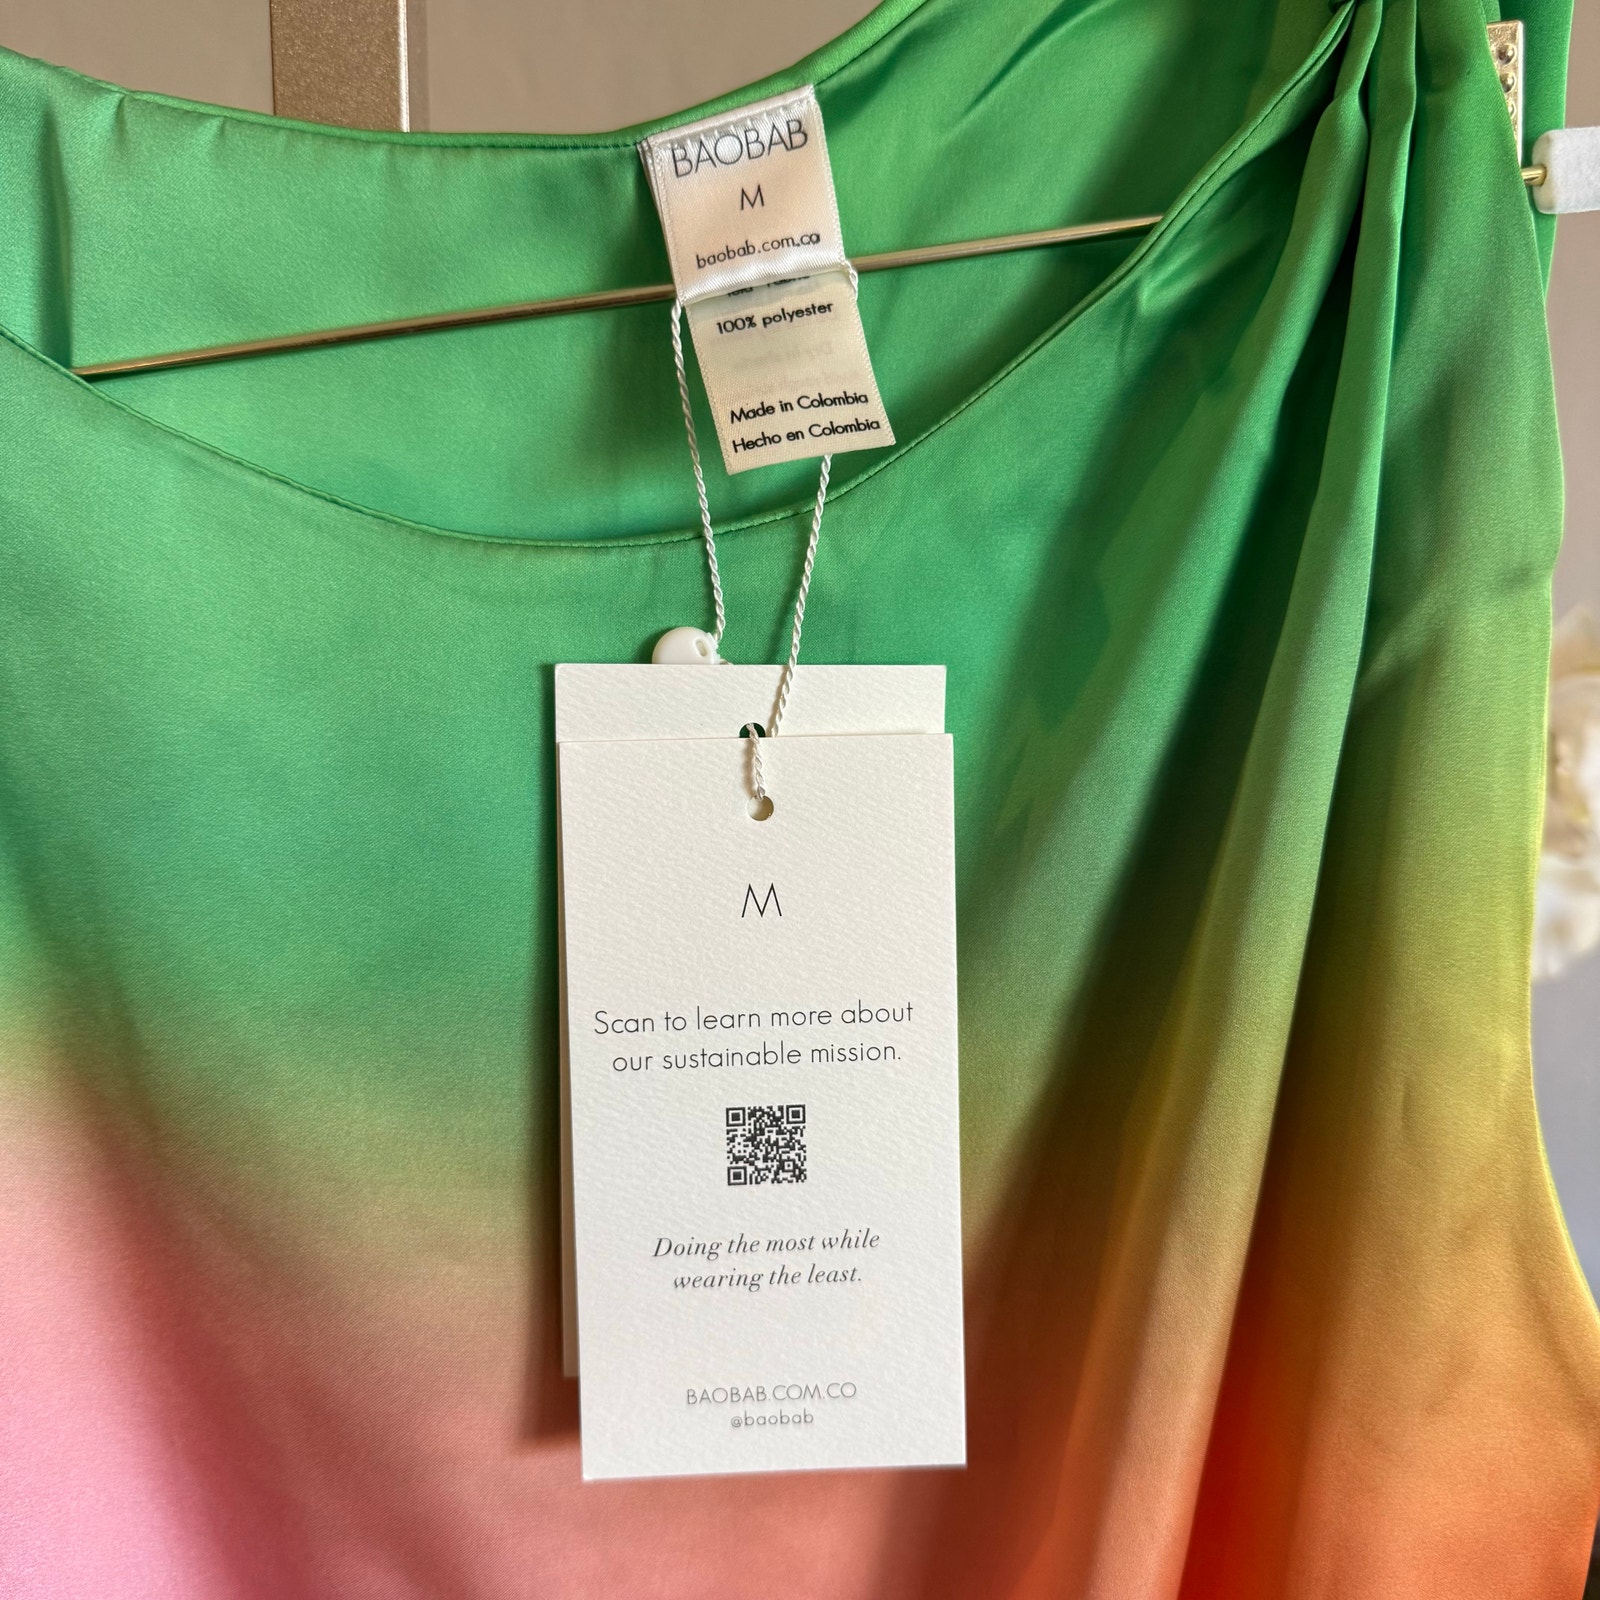 BAOBAB
M
baobab.com.co
100% polyester
Made in Colombia
Hecho en Colombia
M
Scan to learn more about
our sustainable mission.
Doing the most while
wearing the least.
BAOBAB.COM.CO
@baobab